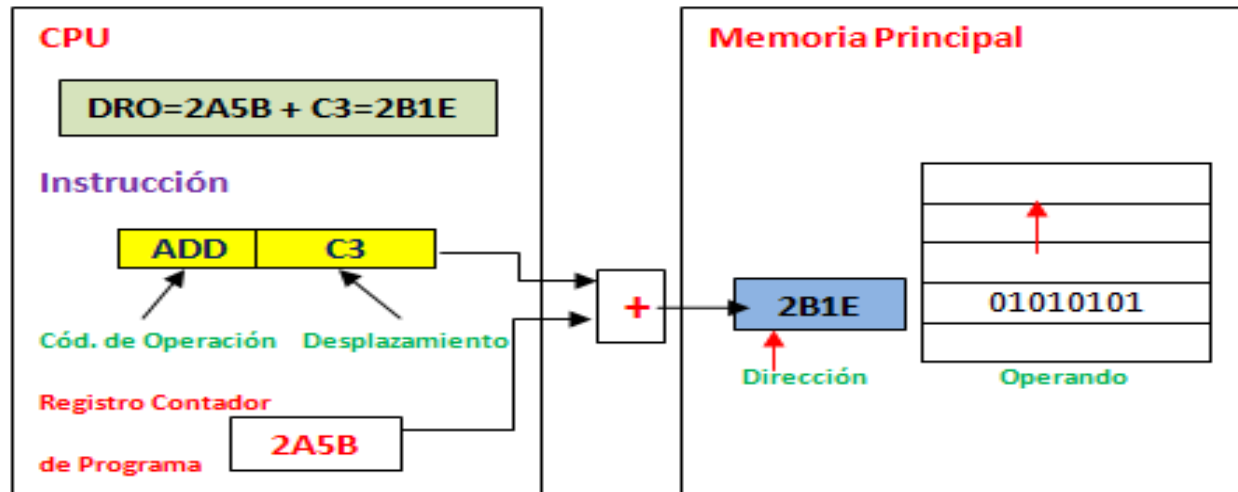 CPU
DRO=2A5B + C3=2B1E
Instrucción
ADD C3
Cód. de Operación Desplazamiento
Registro Contador
de Programa
2A5B
+
Memoria Principal
2B1E
01010101
Dirección
Operando